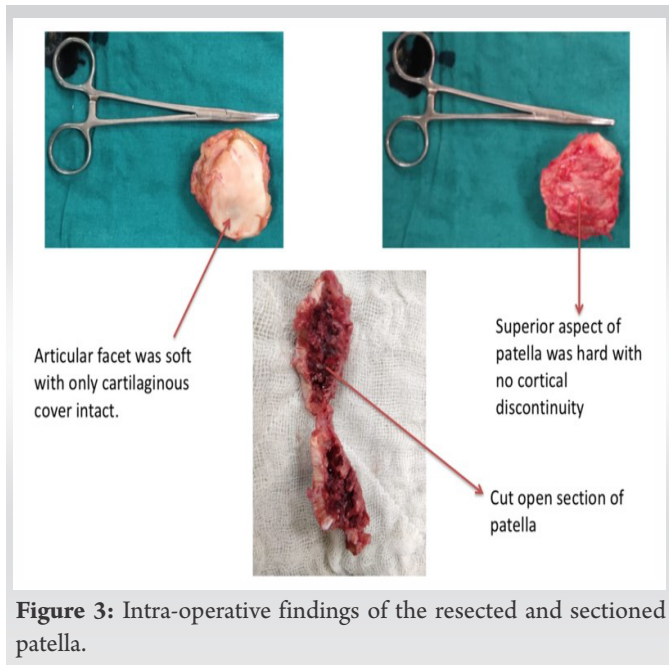 Articular facet was soft
with only cartilaginous
cover intact.
Superior aspect of
patella was hard with
no cortical
discontinuity
Cut open section of
patella
Figure 3: Intra-operative findings of the resected and sectioned
patella.